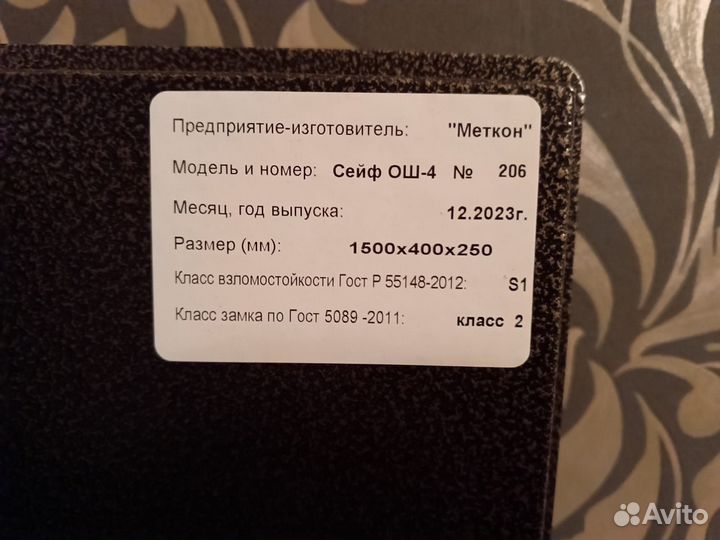 Предприятие-изготовитель: "Меткон"
Модель и номер: Сейф ОШ-4 № 206
Месяц, год выпуска: 12.2023г.
Размер (мм): 1500х400х250
Класс взломостойкости Гост Р 55148-2012: S1
Класс замка по Гост 5089 -2011: класс 2
Avito